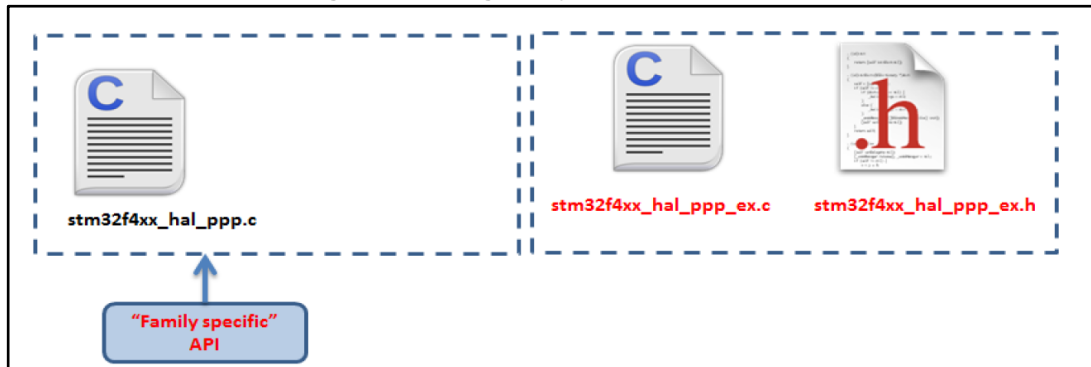 C
C
.h
stm32f4xx_hal_ppp.c
stm32f4xx_hal_ppp_ex.c
stm32f4xx_hal_ppp_ex.h
“Family specific”
API